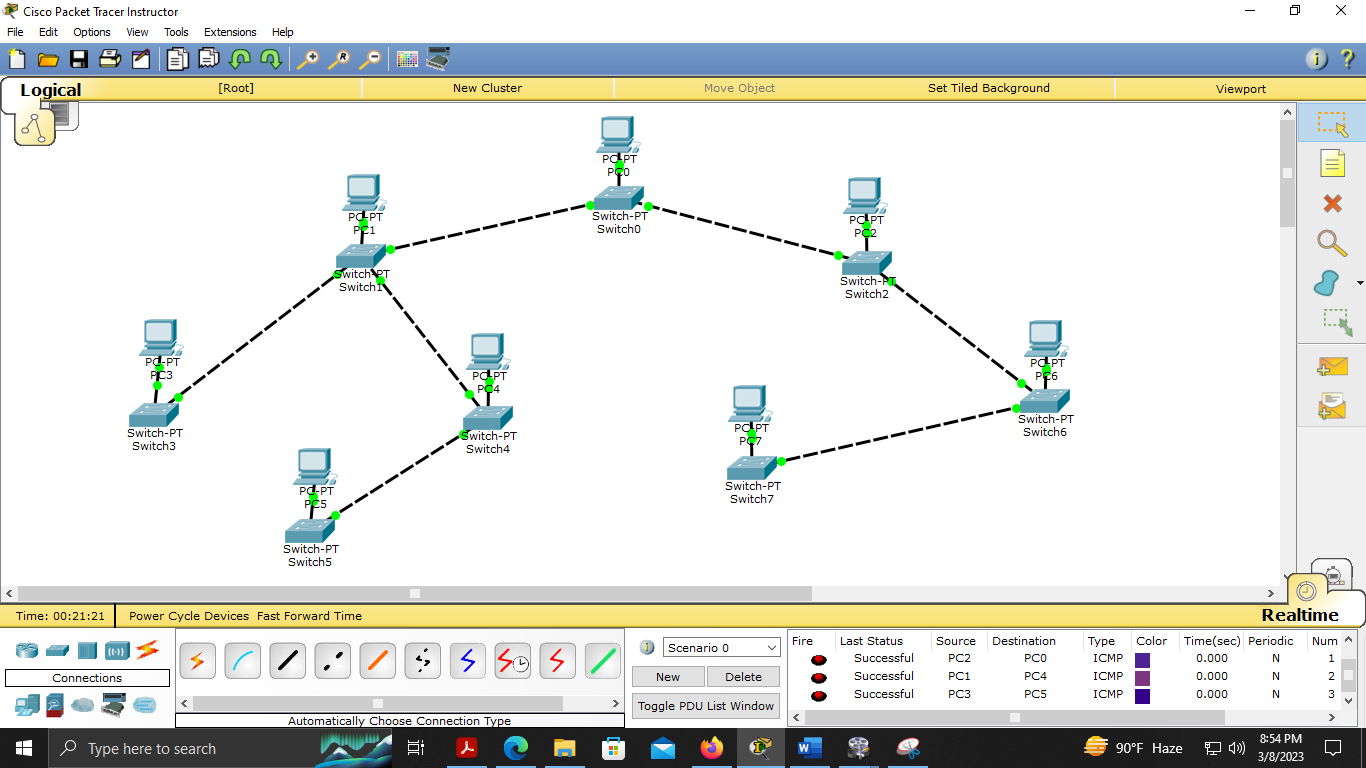 Cisco Packet Tracer Instructor
File Edit Options View Tools Extensions Help
Logical [Root] New Cluster Move Object Set Tiled Background Viewport
PC-PT
PC0
Switch-PT
Switch0
PC-PT
PC1
Switch-PT
Switch1
PC-PT
PC2
Switch-PT
Switch2
PC-PT
PC3
Switch-PT
Switch3
PC-PT
PC4
Switch-PT
Switch4
PC-PT
PC6
Switch-PT
Switch6
PC-PT
PC7
Switch-PT
Switch7
PC-PT
PC5
Switch-PT
Switch5
Time: 00:21:21 Power Cycle Devices Fast Forward Time Realtime
Connections
Automatically Choose Connection Type
Scenario 0
New Delete
Toggle PDU List Window
Fire Last Status Source Destination Type Color Time(sec) Periodic Num
Successful PC2 PC0 ICMP 0.000 N 1
Successful PC1 PC4 ICMP 0.000 N 2
Successful PC3 PC5 ICMP 0.000 N 3
Type here to search
90°F Haze
8:54 PM
3/8/2023